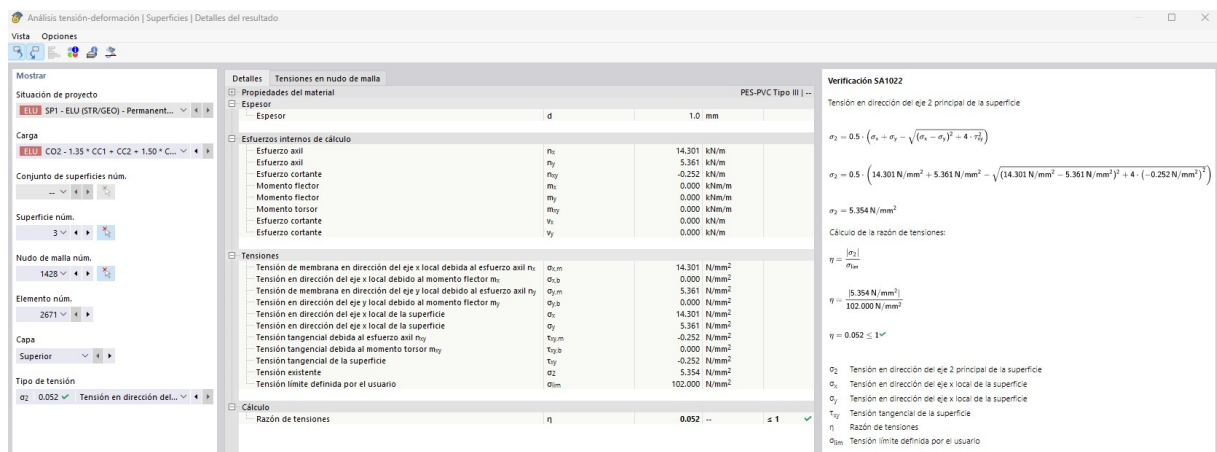 Análisis tensión-deformación | Superficies | Detalles del resultado
Vista Opciones
Mostrar
Situación de proyecto
ELU SP1 - ELU (STR/GEO) - Permanent...
Carga
ELU CO2 - 1.35 * CC1 + CC2 + 1.50 * C...
Conjunto de superficies núm.
--
Superficie núm.
3
Nudo de malla núm.
1428
Elemento núm.
2671
Capa
Superior
Tipo de tensión
σ2 0.052 ✔ Tensión en dirección del...
Detalles Tensiones en nudo de malla
Propiedades del material PES-PVC Tipo III | --
Espesor
Espesor d 1.0 mm
Esfuerzos internos de cálculo
Esfuerzo axil nx 14.301 kN/m
Esfuerzo axil ny 5.361 kN/m
Esfuerzo cortante nxy -0.252 kN/m
Momento flector mx 0.000 kNm/m
Momento flector my 0.000 kNm/m
Momento torsor mxy 0.000 kNm/m
Esfuerzo cortante vx 0.000 kN/m
Esfuerzo cortante vy 0.000 kN/m
Tensiones
Tensión de membrana en dirección del eje x local debida al esfuerzo axil nx σx,m 14.301 N/mm2
Tensión en dirección del eje x local debido al momento flector mx σx,b 0.000 N/mm2
Tensión de membrana en dirección del eje y local debido al esfuerzo axil ny σy,m 5.361 N/mm2
Tensión en dirección del eje y local debido al momento flector my σy,b 0.000 N/mm2
Tensión en dirección del eje x local de la superficie σx 14.301 N/mm2
Tensión en dirección del eje x local de la superficie σy 5.361 N/mm2
Tensión tangencial debida al esfuerzo axil nxy τxy,m -0.252 N/mm2
Tensión tangencial debida al momento torsor mxy τxy,b 0.000 N/mm2
Tensión tangencial de la superficie τxy -0.252 N/mm2
Tensión existente σ2 5.354 N/mm2
Tensión límite definida por el usuario σlim 102.000 N/mm2
Cálculo
Razón de tensiones η 0.052 -- ≤ 1 ✔
Verificación SA1022
Tensión en dirección del eje 2 principal de la superficie
σ2 = 0.5 · (σx + σy − √((σx − σy)² + 4 · τ²xy))
σ2 = 0.5 · (14.301 N/mm² + 5.361 N/mm² − √((14.301 N/mm² − 5.361 N/mm²)² + 4 · (−0.252 N/mm²)²))
σ2 = 5.354 N/mm²
Cálculo de la razón de tensiones:
η = |σ2| / σlim
η = |5.354 N/mm²| / 102.000 N/mm²
η = 0.052 ≤ 1 ✔
σ2 Tensión en dirección del eje 2 principal de la superficie
σx Tensión en dirección del eje x local de la superficie
σy Tensión en dirección del eje x local de la superficie
τxy Tensión tangencial de la superficie
η Razón de tensiones
σlim Tensión límite definida por el usuario